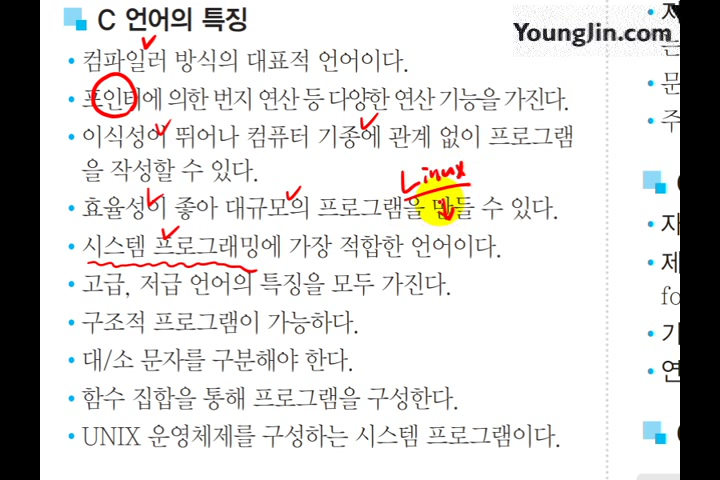 C 언어의 특징
YoungJin.com
• 컴파일러 방식의 대표적 언어이다.
• 포인터에 의한 번지 연산 등 다양한 연산 기능을 가진다.
• 이식성이 뛰어나 컴퓨터 기종에 관계 없이 프로그램
을 작성할 수 있다.
Linux
• 효율성이 좋아 대규모의 프로그램을 만들 수 있다.
• 시스템 프로그래밍에 가장 적합한 언어이다.
• 고급, 저급 언어의 특징을 모두 가진다.
• 구조적 프로그램이 가능하다.
• 대/소 문자를 구분해야 한다.
• 함수 집합을 통해 프로그램을 구성한다.
• UNIX 운영체제를 구성하는 시스템 프로그램이다.